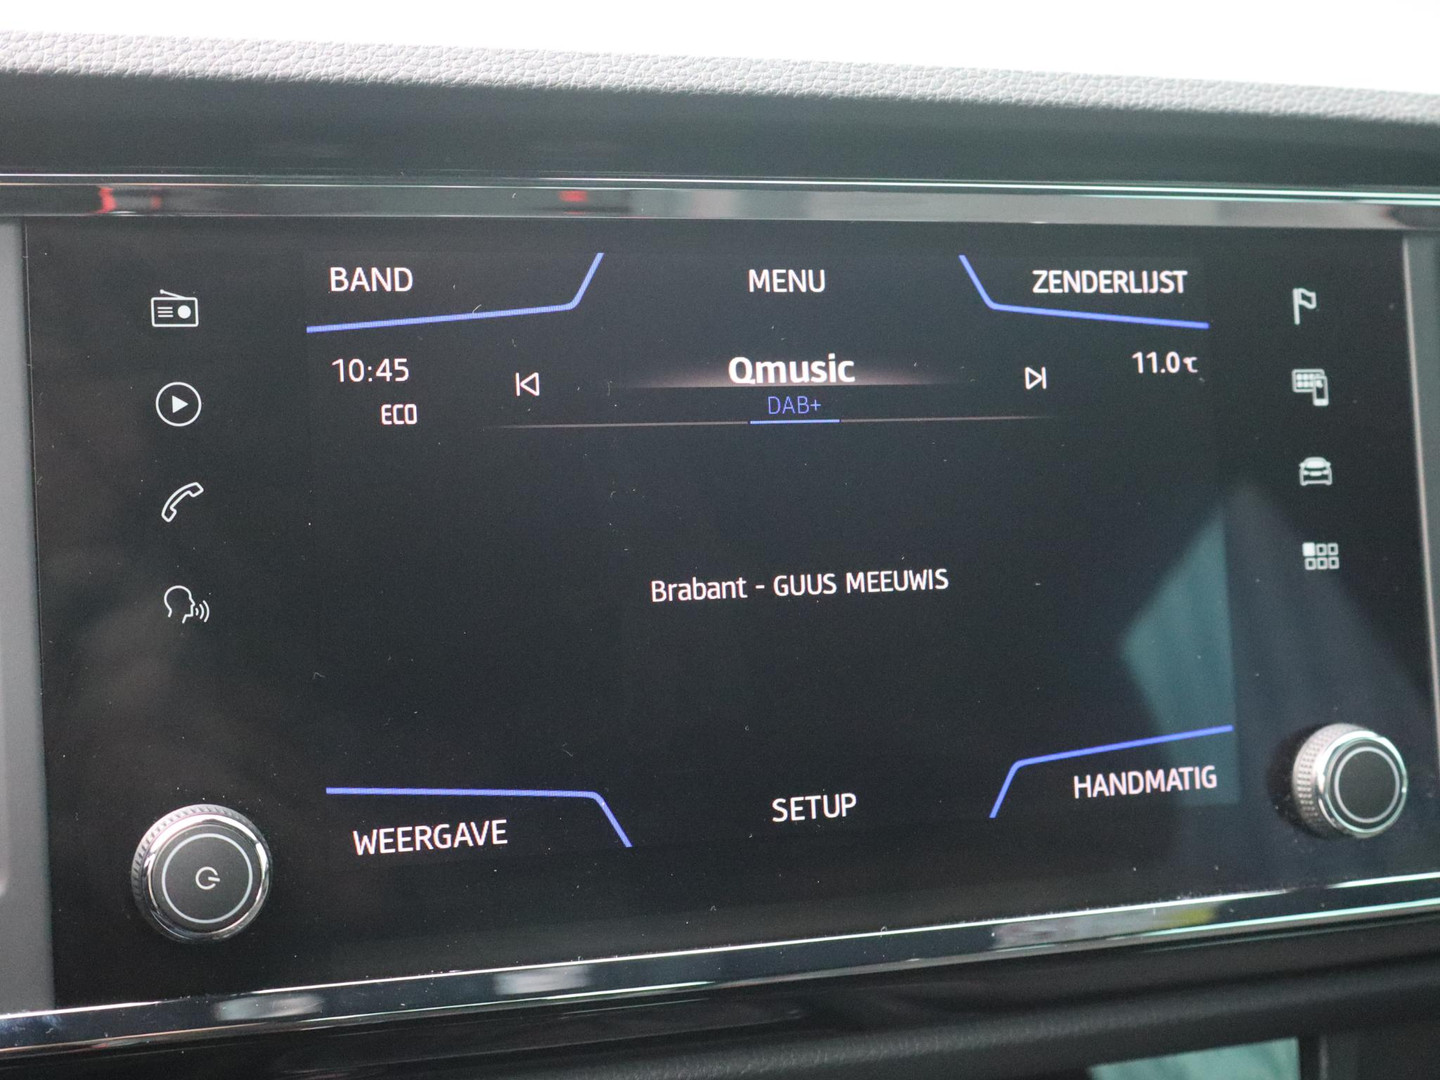 BAND
MENU
ZENDERLIJST
10:45
Qmusic
11.0℃
ECO
DAB+
Brabant - GUUS MEEUWIS
WEERGAVE
SETUP
HANDMATIG